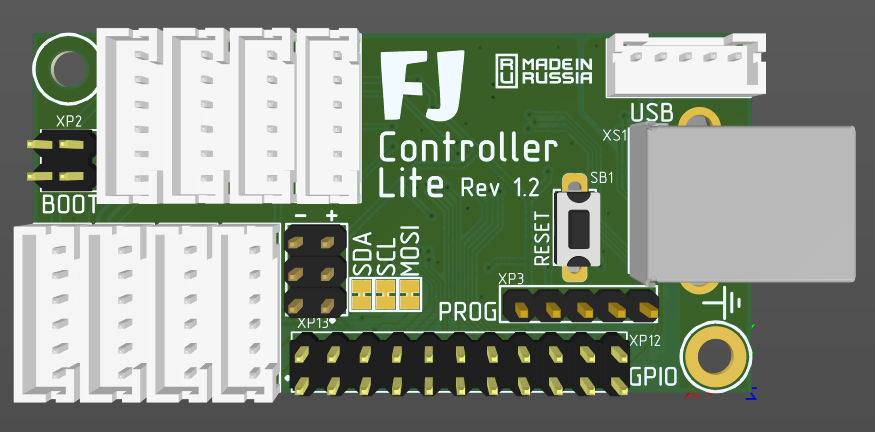 FJ
RU
MADE IN
RUSSIA
USB
XS1
XP2
BOOT
Controller
Lite Rev 1.2
SB1
RESET
- +
SDA
SCL
MOSI
XP3
PROG
XP13
XP12
GPIO